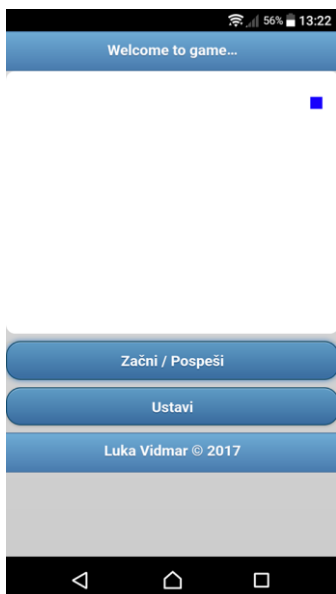 56% 13:22
Welcome to game...
Začni / Pospeši
Ustavi
Luka Vidmar © 2017